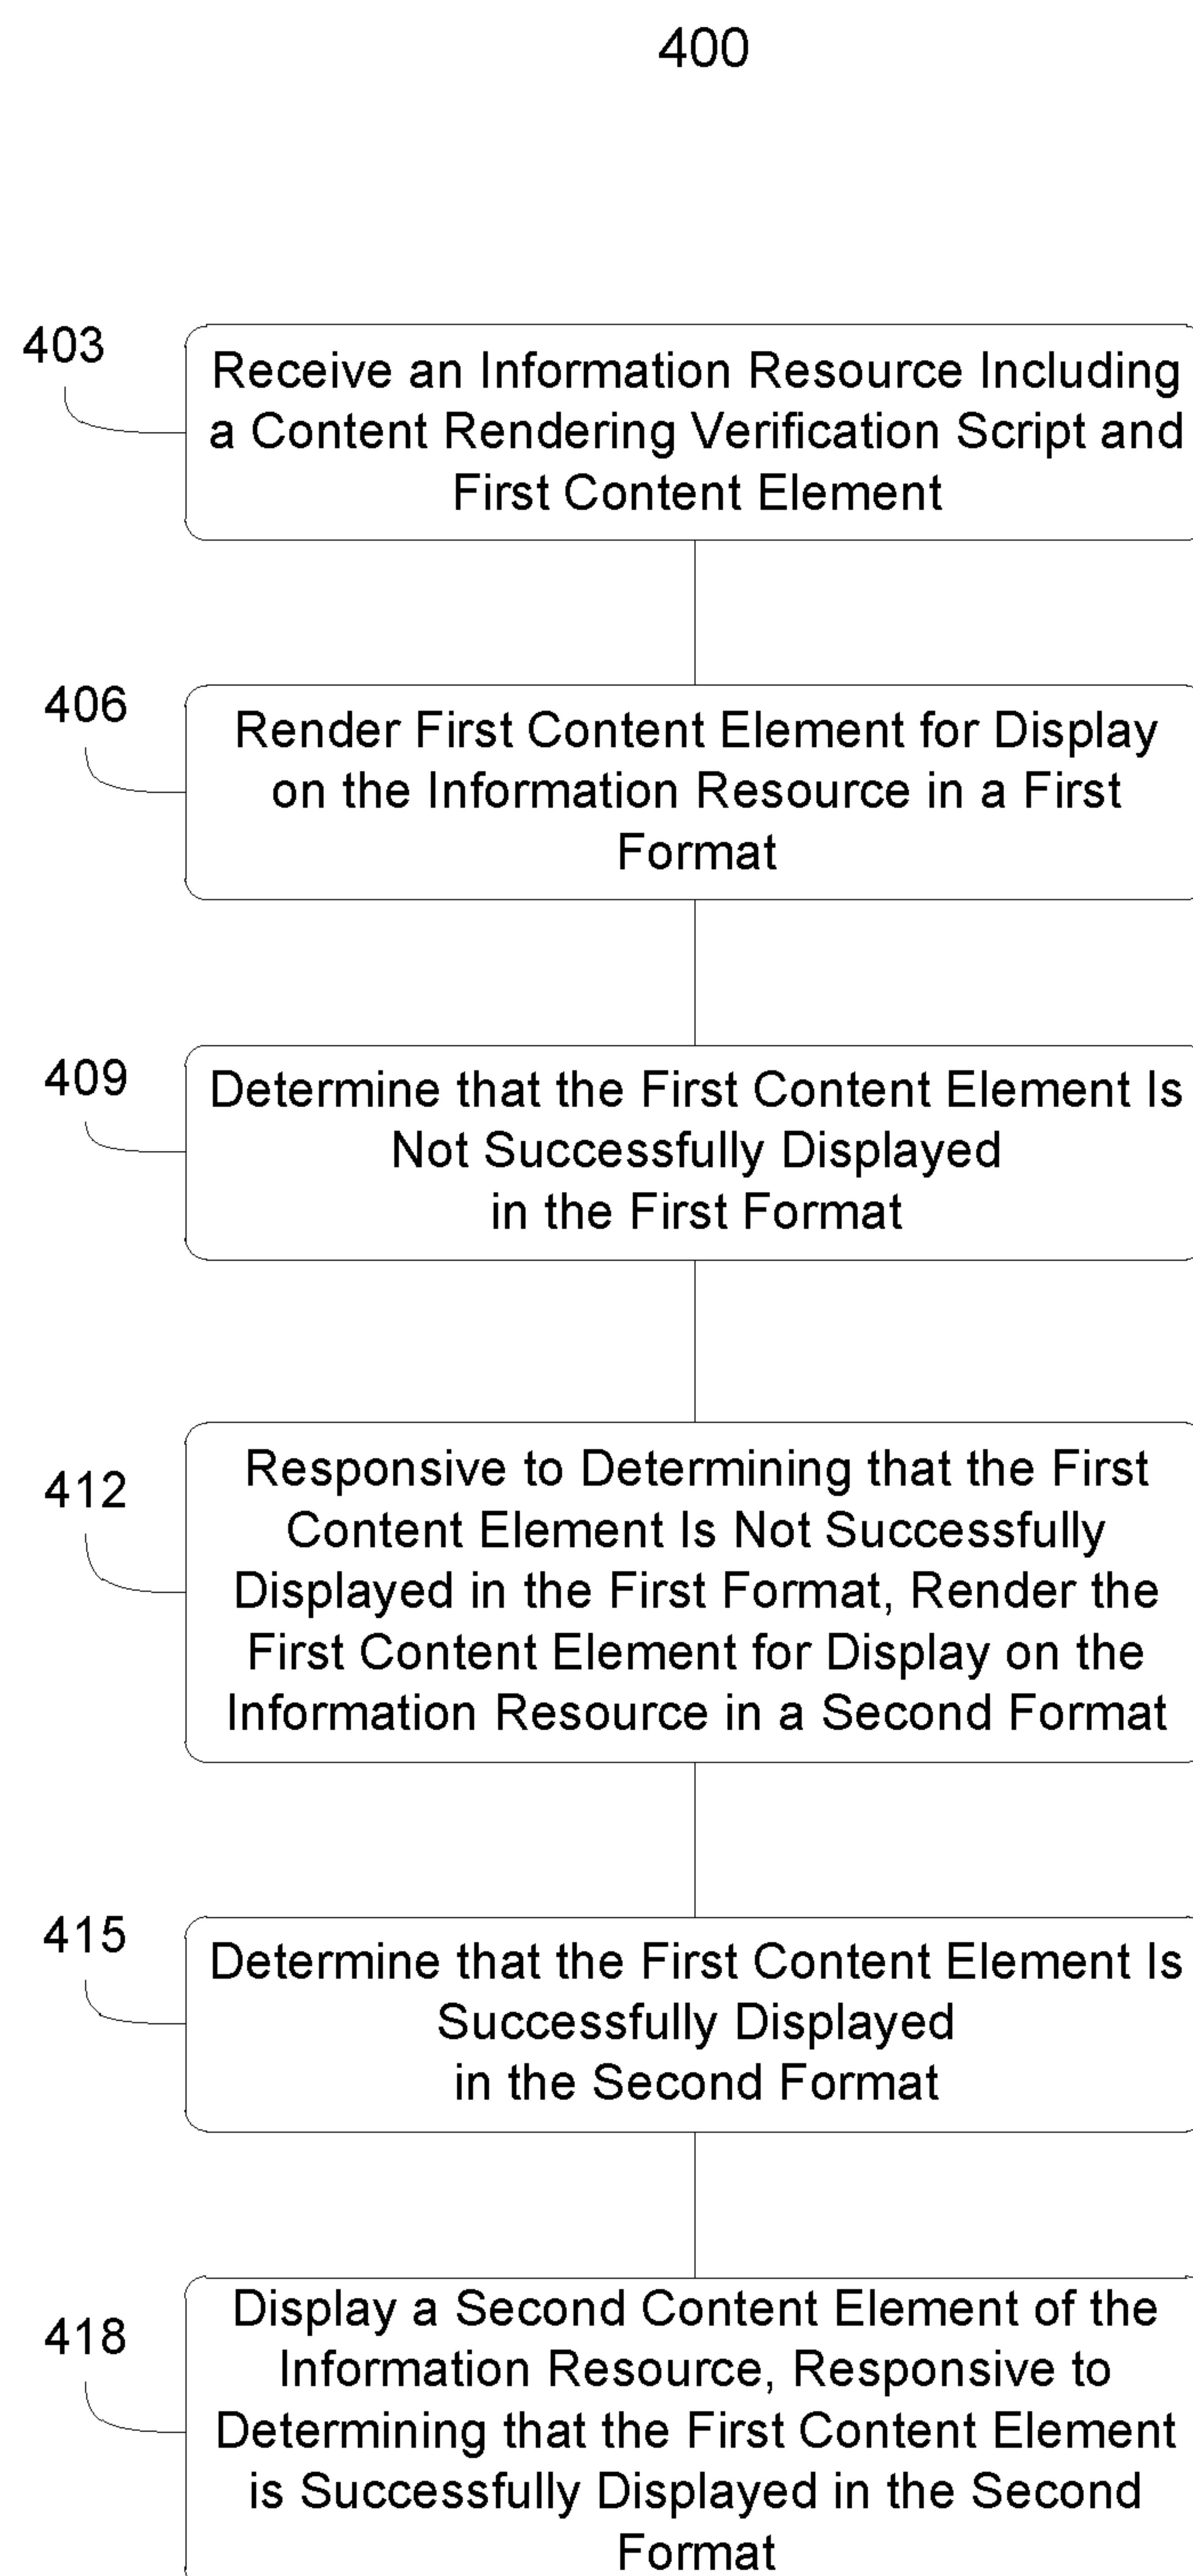 400
403
Receive an Information Resource Including
a Content Rendering Verification Script and
First Content Element
406
Render First Content Element for Display
on the Information Resource in a First
Format
409
Determine that the First Content Element Is
Not Successfully Displayed
in the First Format
412
Responsive to Determining that the First
Content Element Is Not Successfully
Displayed in the First Format, Render the
First Content Element for Display on the
Information Resource in a Second Format
415
Determine that the First Content Element Is
Successfully Displayed
in the Second Format
418
Display a Second Content Element of the
Information Resource, Responsive to
Determining that the First Content Element
is Successfully Displayed in the Second
Format